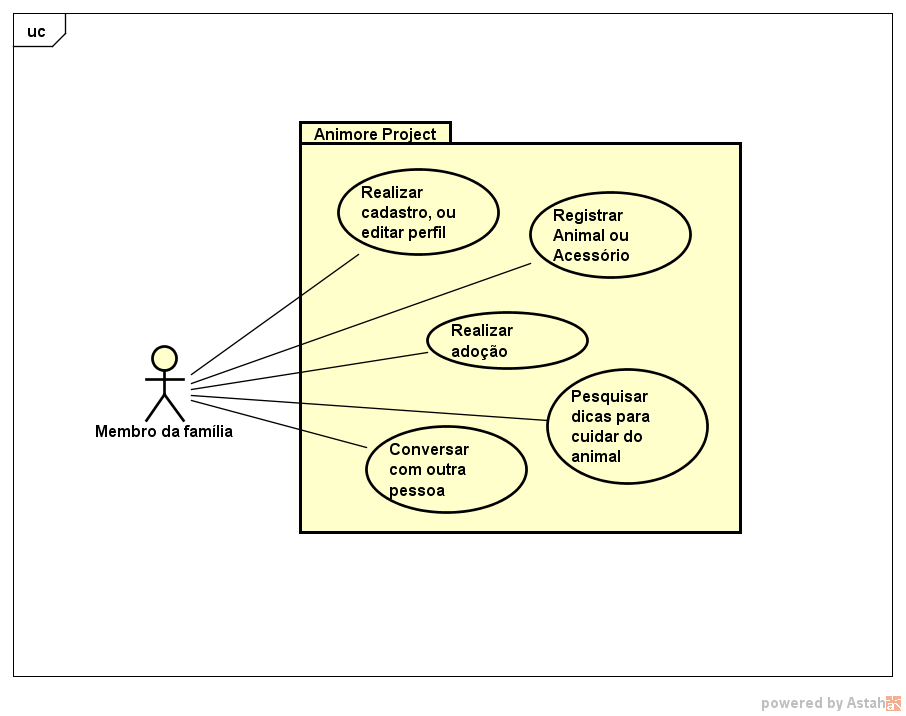 uc
Animore Project
Realizar
cadastro, ou
editar perfil
Registrar
Animal ou
Acessório
Realizar
adoção
Pesquisar
dicas para
cuidar do
animal
Membro da família
Conversar
com outra
pessoa
powered by Astah